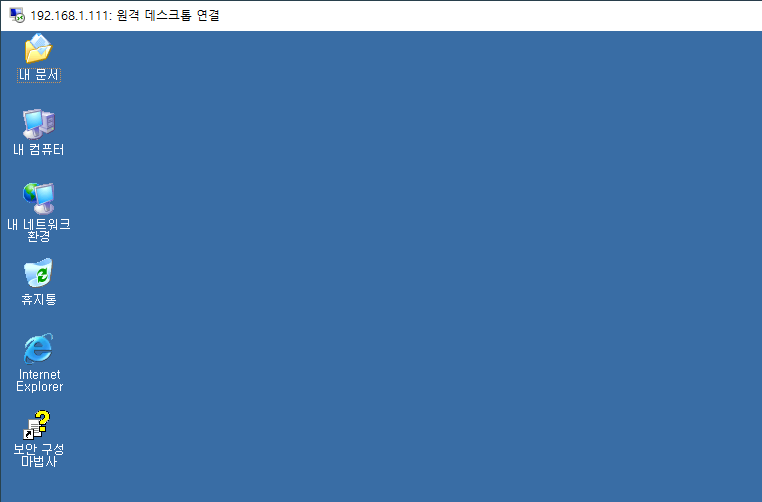 192.168.1.111: 원격 데스크톱 연결
내 문서
내 컴퓨터
내 네트워크
환경
휴지통
Internet
Explorer
보안 구성
마법사